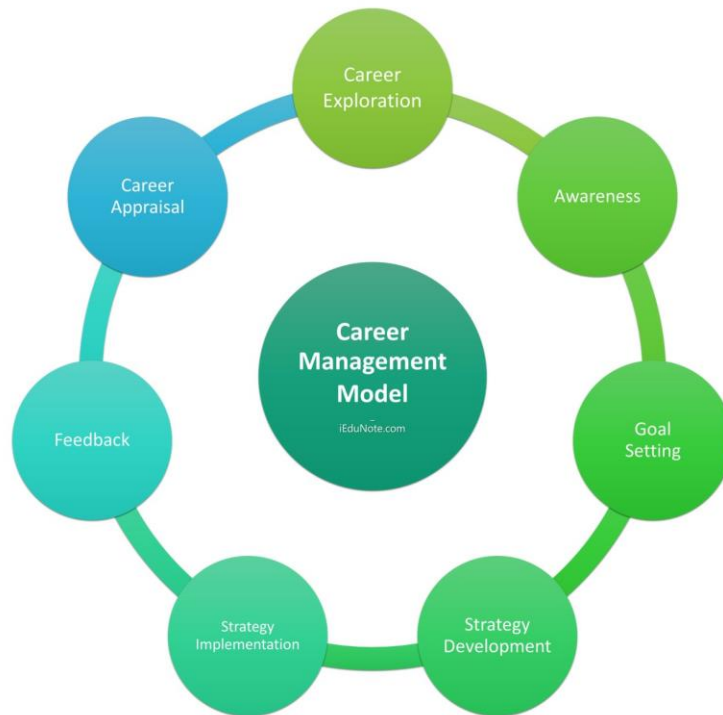 Career
Exploration
Awareness
Goal
Setting
Strategy
Development
Strategy
Implementation
Feedback
Career
Appraisal
Career
Management
Model
–
iEduNote.com